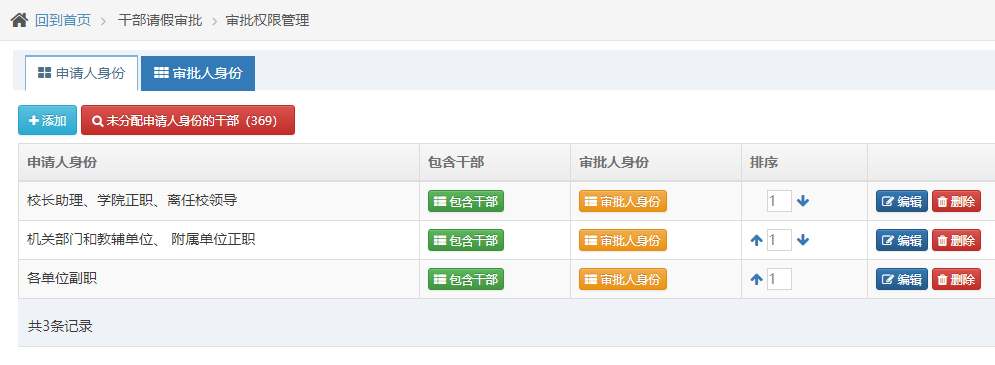 回到首页 > 干部请假审批 > 审批权限管理
申请人身份 审批人身份
添加 未分配申请人身份的干部（369）
申请人身份 包含干部 审批人身份 排序
校长助理、学院正职、离任校领导 包含干部 审批人身份 1 编辑 删除
机关部门和教辅单位、 附属单位正职 包含干部 审批人身份 1 编辑 删除
各单位副职 包含干部 审批人身份 1 编辑 删除
共3条记录